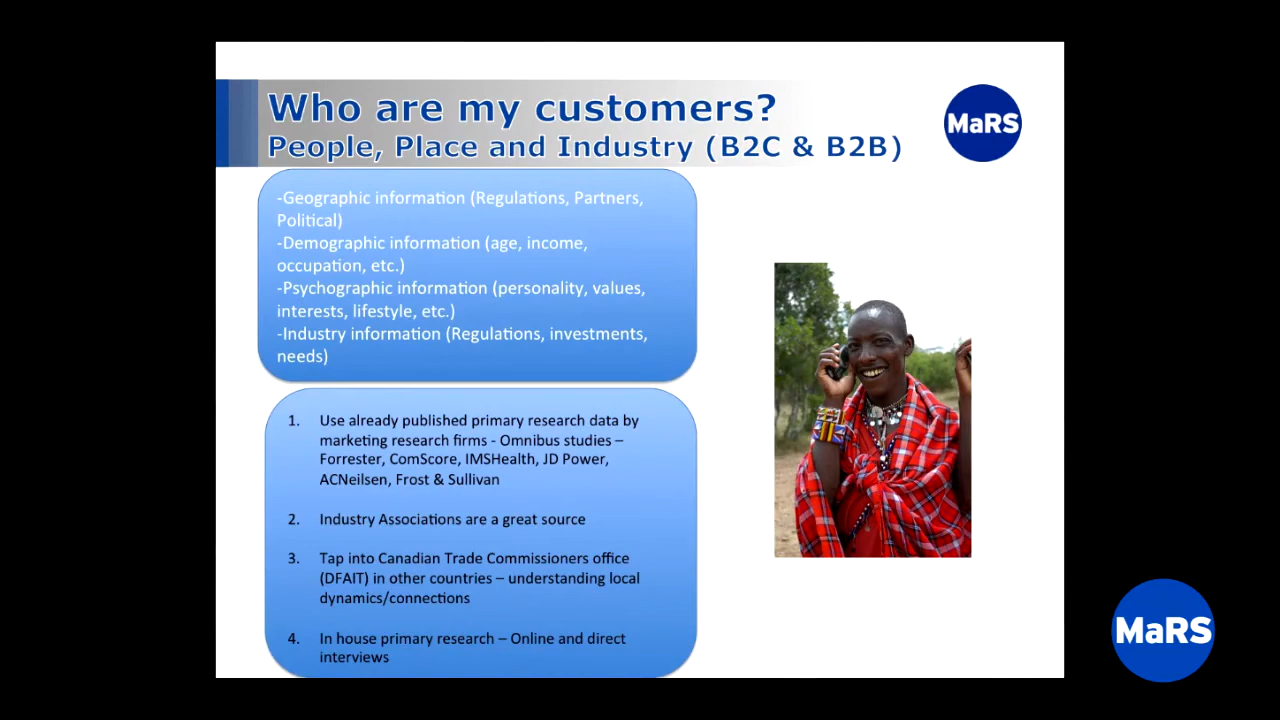 Who are my customers?
People, Place and Industry (B2C & B2B)
MaRS
-Geographic information (Regulations, Partners,
Political)
-Demographic information (age, income,
occupation, etc.)
-Psychographic information (personality, values,
interests, lifestyle, etc.)
-Industry information (Regulations, investments,
needs)
1. Use already published primary research data by
marketing research firms - Omnibus studies –
Forrester, ComScore, IMSHealth, JD Power,
ACNeilsen, Frost & Sullivan
2. Industry Associations are a great source
3. Tap into Canadian Trade Commissioners office
(DFAIT) in other countries – understanding local
dynamics/connections
4. In house primary research – Online and direct
interviews
MaRS